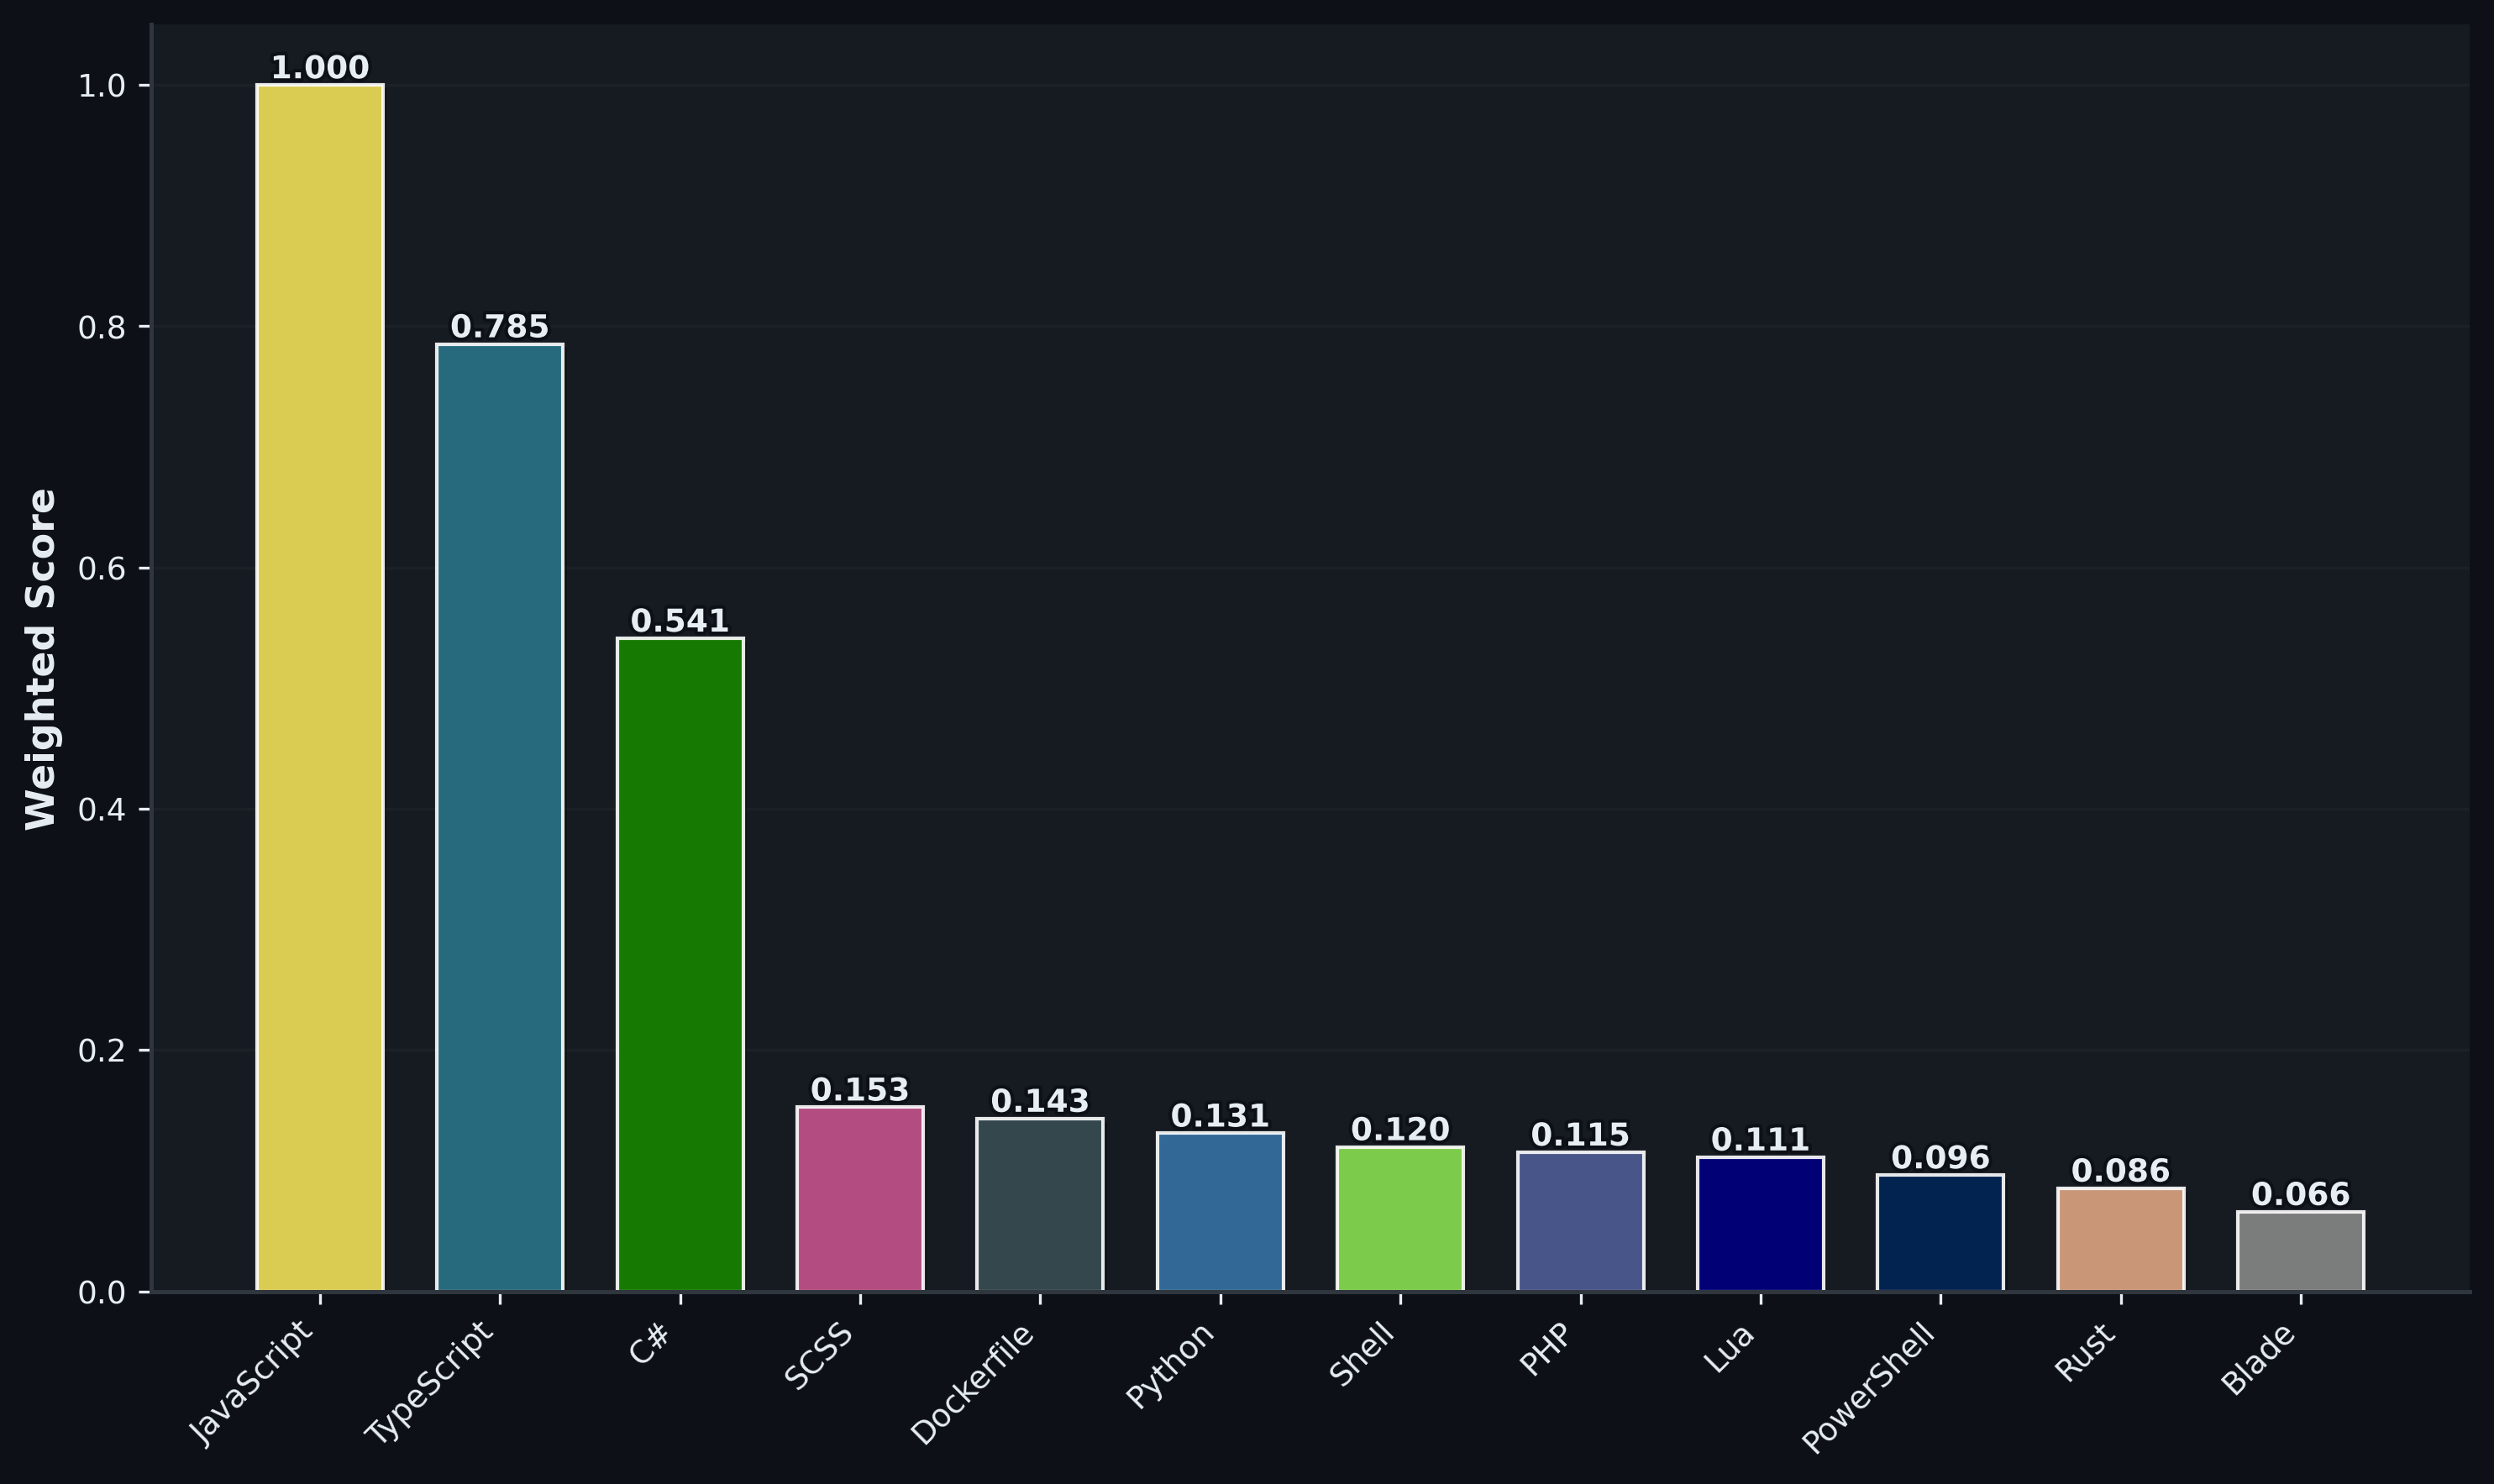 Weighted Score
1.0
0.8
0.6
0.4
0.2
0.0
1.000
0.785
0.541
0.153
0.143
0.131
0.120
0.115
0.111
0.096
0.086
0.066
JavaScript
TypeScript
C#
SCSS
Dockerfile
Python
Shell
PHP
Lua
PowerShell
Rust
Blade